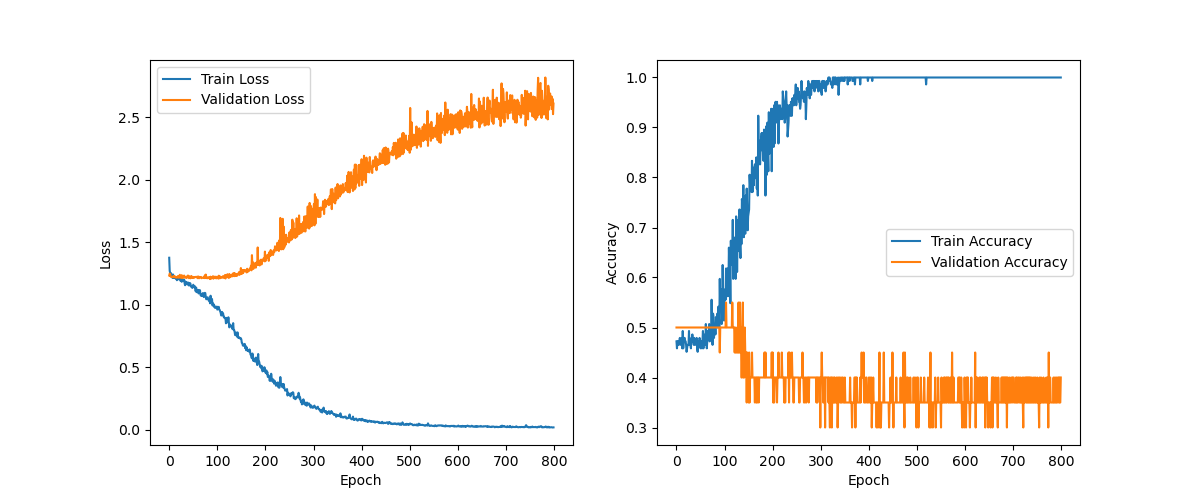 Train Loss
Validation Loss
2.5
2.0
1.5
1.0
0.5
0.0
Loss
0 100 200 300 400 500 600 700 800
Epoch
1.0
0.9
0.8
0.7
0.6
0.5
0.4
0.3
Accuracy
Train Accuracy
Validation Accuracy
0 100 200 300 400 500 600 700 800
Epoch